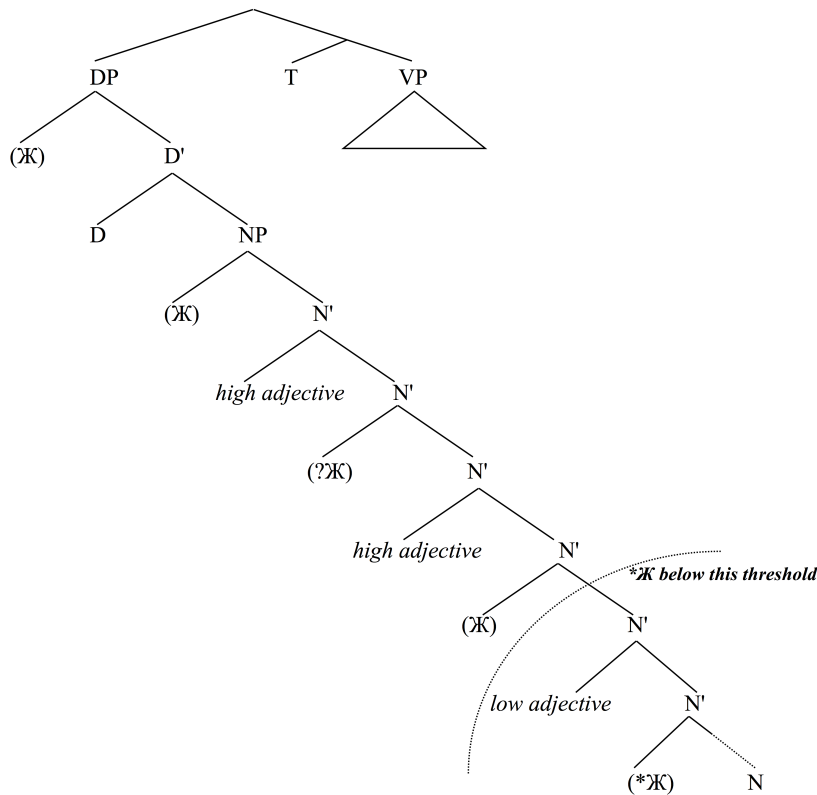 DP T VP
(Ж) D'
D NP
(Ж) N'
high adjective N'
(?Ж) N'
high adjective N'
*Ж below this threshold
(Ж) N'
low adjective N'
(*Ж) N